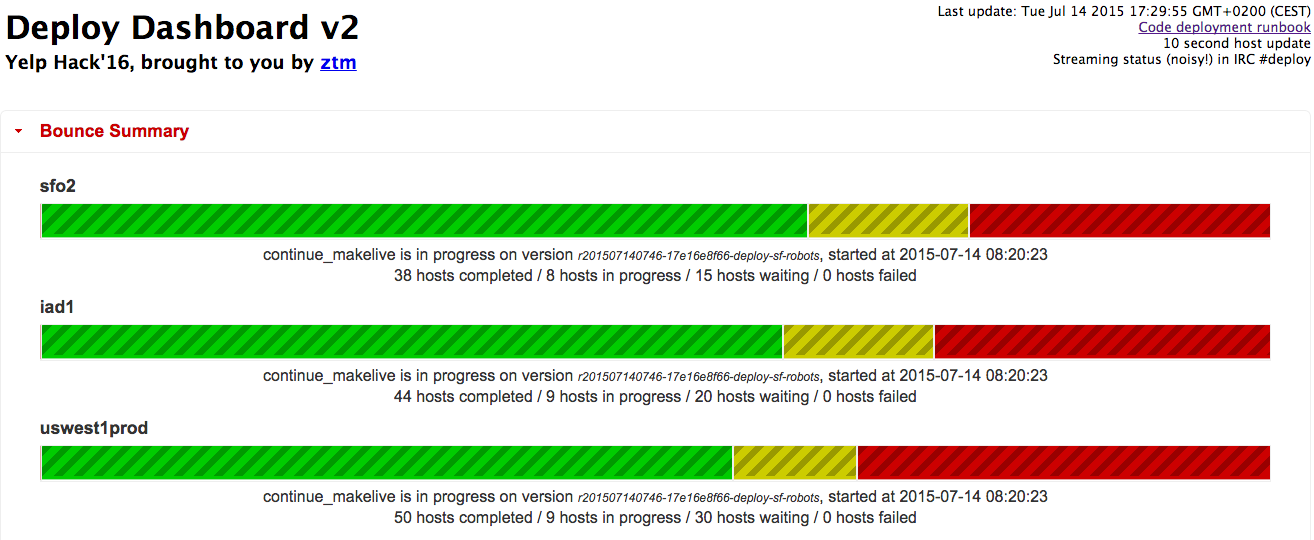 Deploy Dashboard v2
Yelp Hack'16, brought to you by ztm
Last update: Tue Jul 14 2015 17:29:55 GMT+0200 (CEST)
Code deployment runbook
10 second host update
Streaming status (noisy!) in IRC #deploy
Bounce Summary
sfo2
continue_makelive is in progress on version r201507140746-17e16e8f66-deploy-sf-robots, started at 2015-07-14 08:20:23
38 hosts completed / 8 hosts in progress / 15 hosts waiting / 0 hosts failed
iad1
continue_makelive is in progress on version r201507140746-17e16e8f66-deploy-sf-robots, started at 2015-07-14 08:20:23
44 hosts completed / 9 hosts in progress / 20 hosts waiting / 0 hosts failed
uswest1prod
continue_makelive is in progress on version r201507140746-17e16e8f66-deploy-sf-robots, started at 2015-07-14 08:20:23
50 hosts completed / 9 hosts in progress / 30 hosts waiting / 0 hosts failed